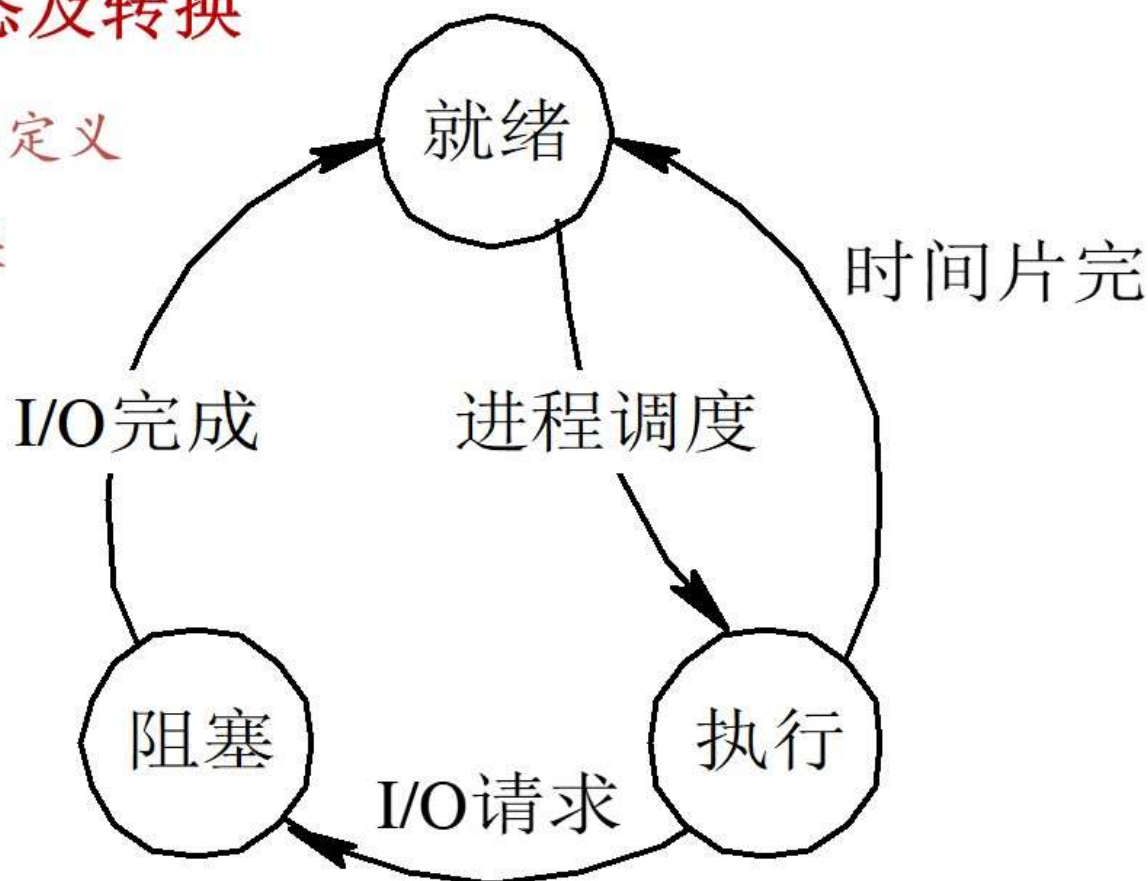 态及转换
定义
就绪
时间片完
I/O完成
进程调度
阻塞
执行
I/O请求